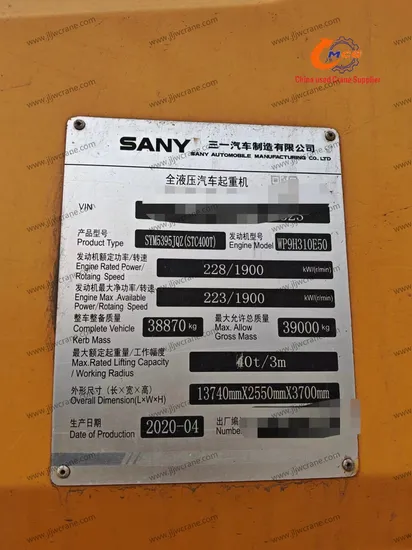 MCS
China used Crane Supplier
SANY 三一汽车制造有限公司
SANY AUTOMOBILE MANUFACTURING CO., LTD
全液压汽车起重机
VIN
产品型号 发动机型号
Product Type SYM5395JQZ(STC400T) Engine Model WP9H310E50
发动机额定功率/转速
Engine Rated Power/ 228/1900 kW/(r/min)
Rotaing Speed
发动机最大净功率/转速
Engine Max .Available 223/1900 kW/(r/min)
Power/Rotaing Speed
整车整备质量 最大允许总质量
Complete Vehicle 38870 kg Max. Allow 39000 kg
Kerb Mass Gross Mass
最大额定起重量/工作幅度
Max.Rated Lifting Capacity 40t/3m
/ Working Radius
外形尺寸(长×宽×高) 13740mmX2550mmX3700mm
Overall Dimension(L×W×H)
生产日期 2020-04 出厂编
Date of Production Numbe
www.jljwcrane.com